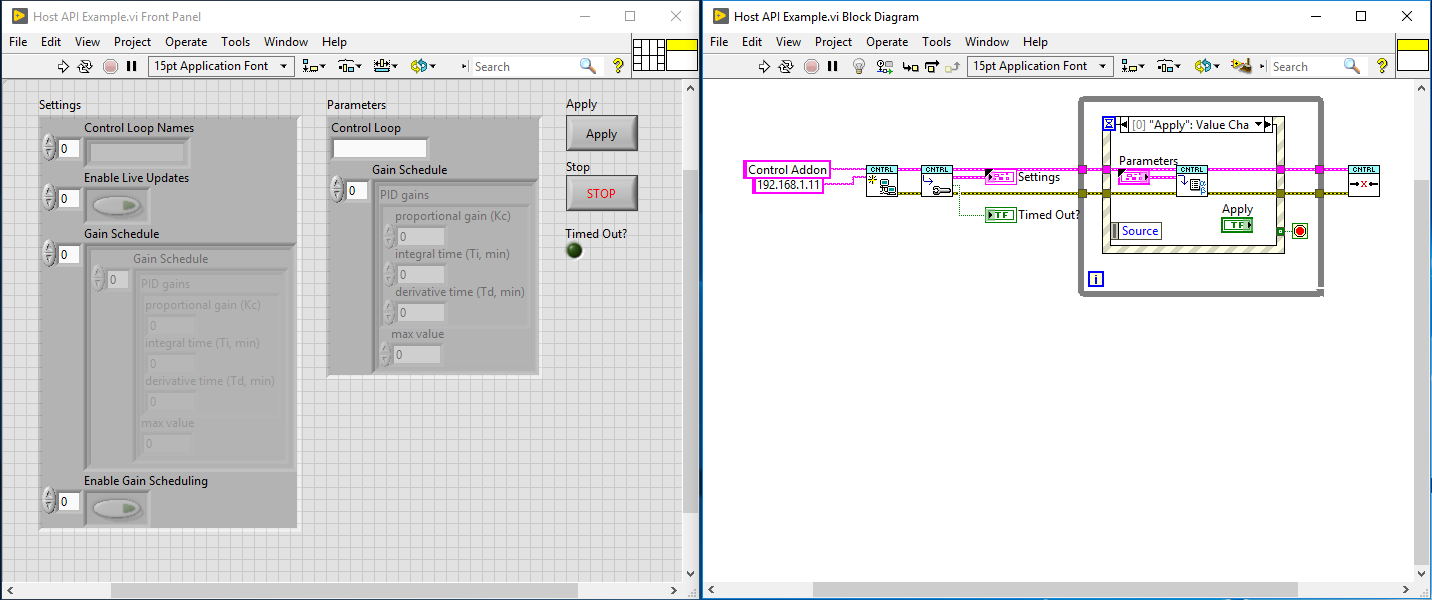 Host API Example.vi Front Panel
File Edit View Project Operate Tools Window Help
15pt Application Font
Search
Settings
Control Loop Names
0
Enable Live Updates
0
Gain Schedule
0
Gain Schedule
0
PID gains
proportional gain (Kc)
0
integral time (Ti, min)
0
derivative time (Td, min)
0
max value
0
Enable Gain Scheduling
0
Parameters
Control Loop
Gain Schedule
0
PID gains
proportional gain (Kc)
0
integral time (Ti, min)
0
derivative time (Td, min)
0
max value
0
Apply
Apply
Stop
STOP
Timed Out?
Host API Example.vi Block Diagram
File Edit View Project Operate Tools Window Help
15pt Application Font
Search
Control Addon
192.168.1.11
CNTRL
CNTRL
Settings
TF
Timed Out?
[0] "Apply": Value Cha
Parameters
CNTRL
Apply
TF
Source
i
CNTRL